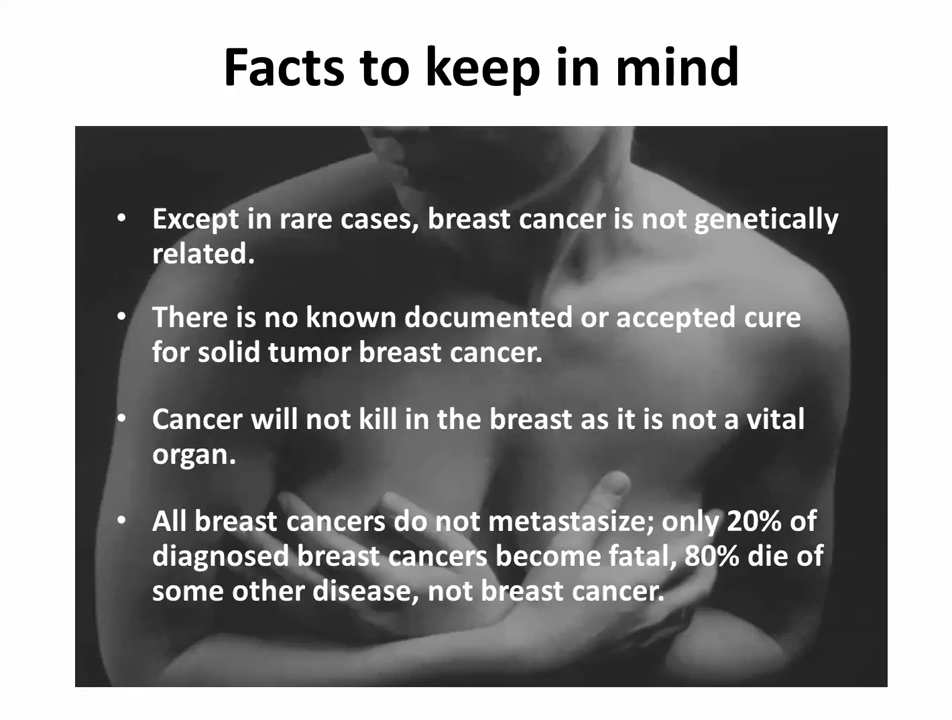 Facts to keep in mind
• Except in rare cases, breast cancer is not genetically
related.
• There is no known documented or accepted cure
for solid tumor breast cancer.
• Cancer will not kill in the breast as it is not a vital
organ.
• All breast cancers do not metastasize; only 20% of
diagnosed breast cancers become fatal, 80% die of
some other disease, not breast cancer.